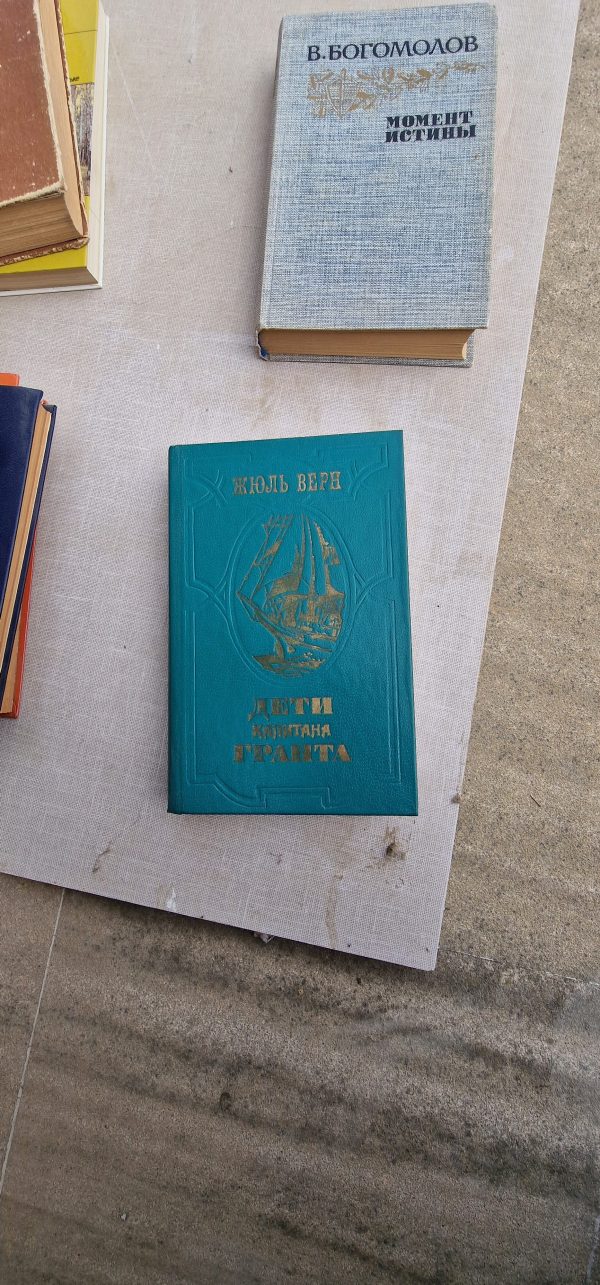 В. БОГОМОЛОВ
МОМЕНТ
ИСТИНЫ
ЖЮЛЬ ВЕРН
ДЕТИ
КАПИТАНА
ГРАНТА